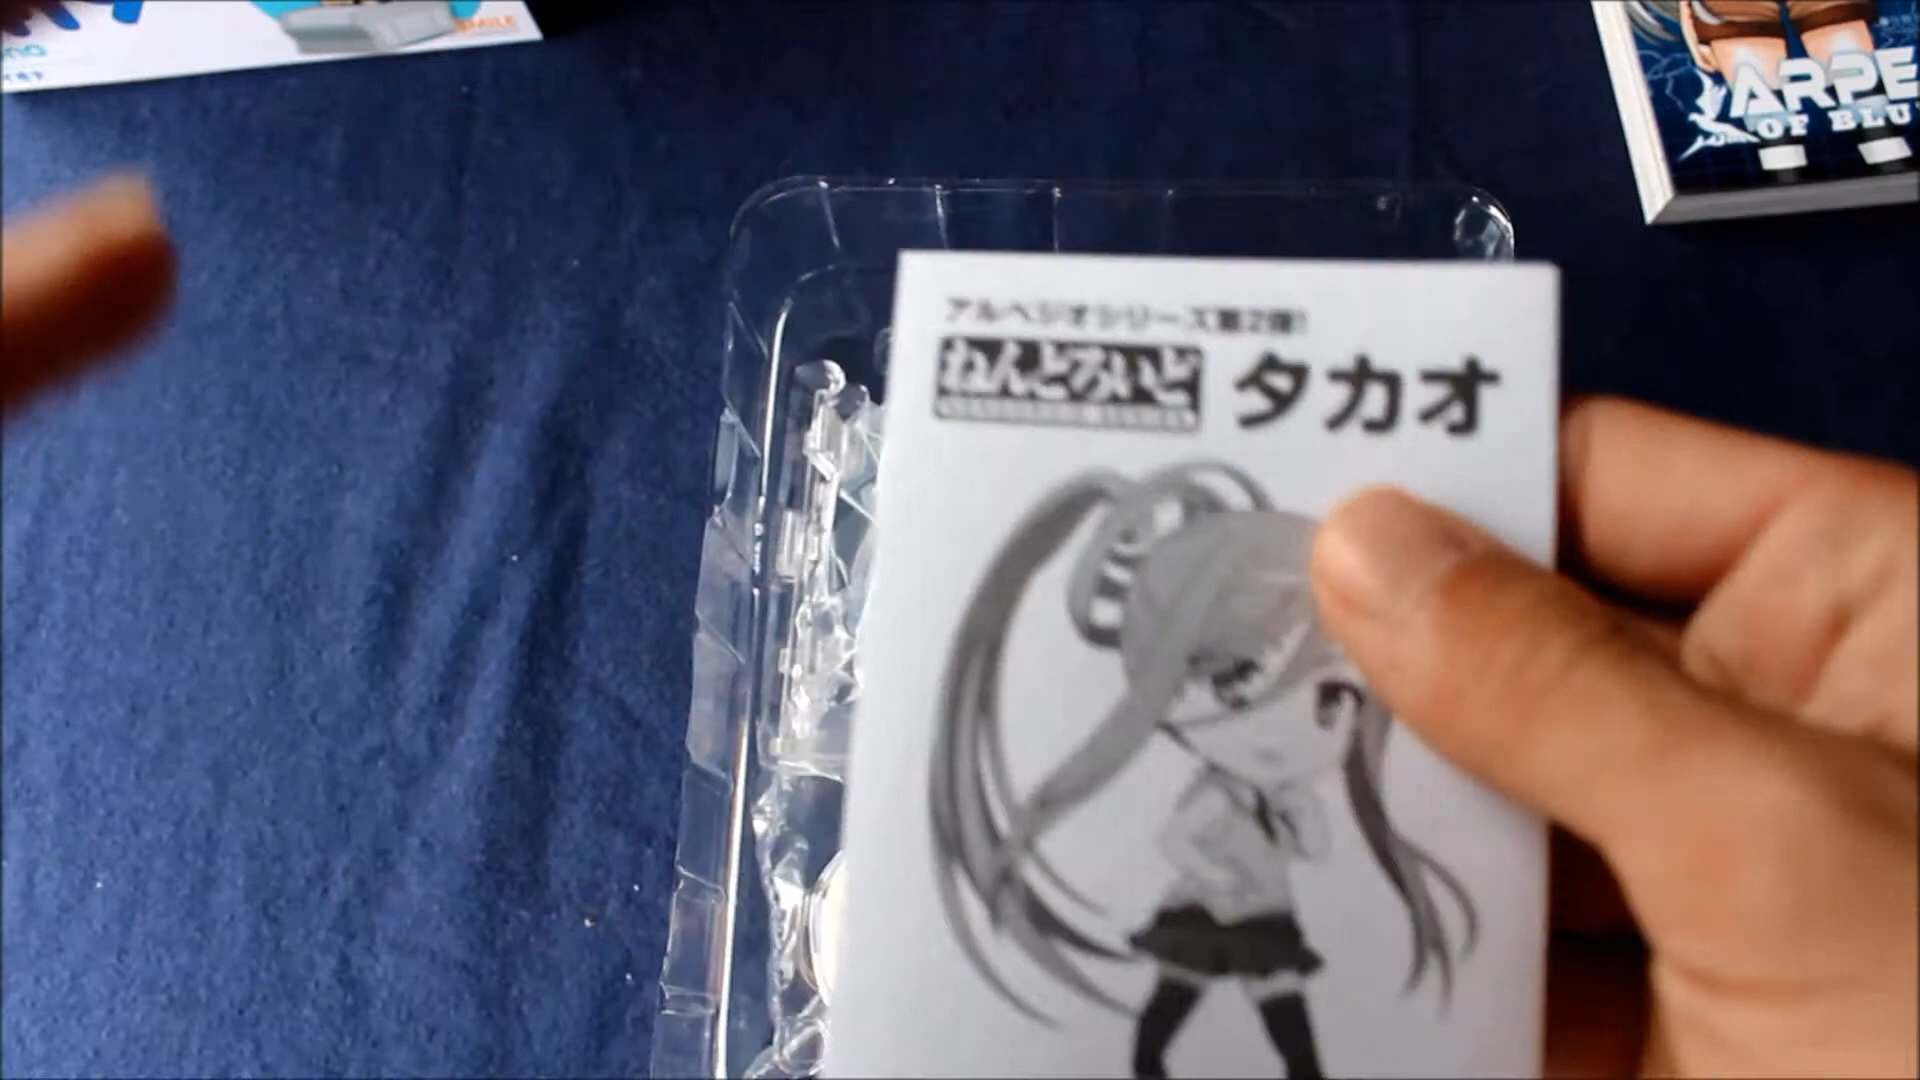 SMILE
ARPE
OF BLU
アルペジオシリーズ第2弾!
ねんどろいど タカオ